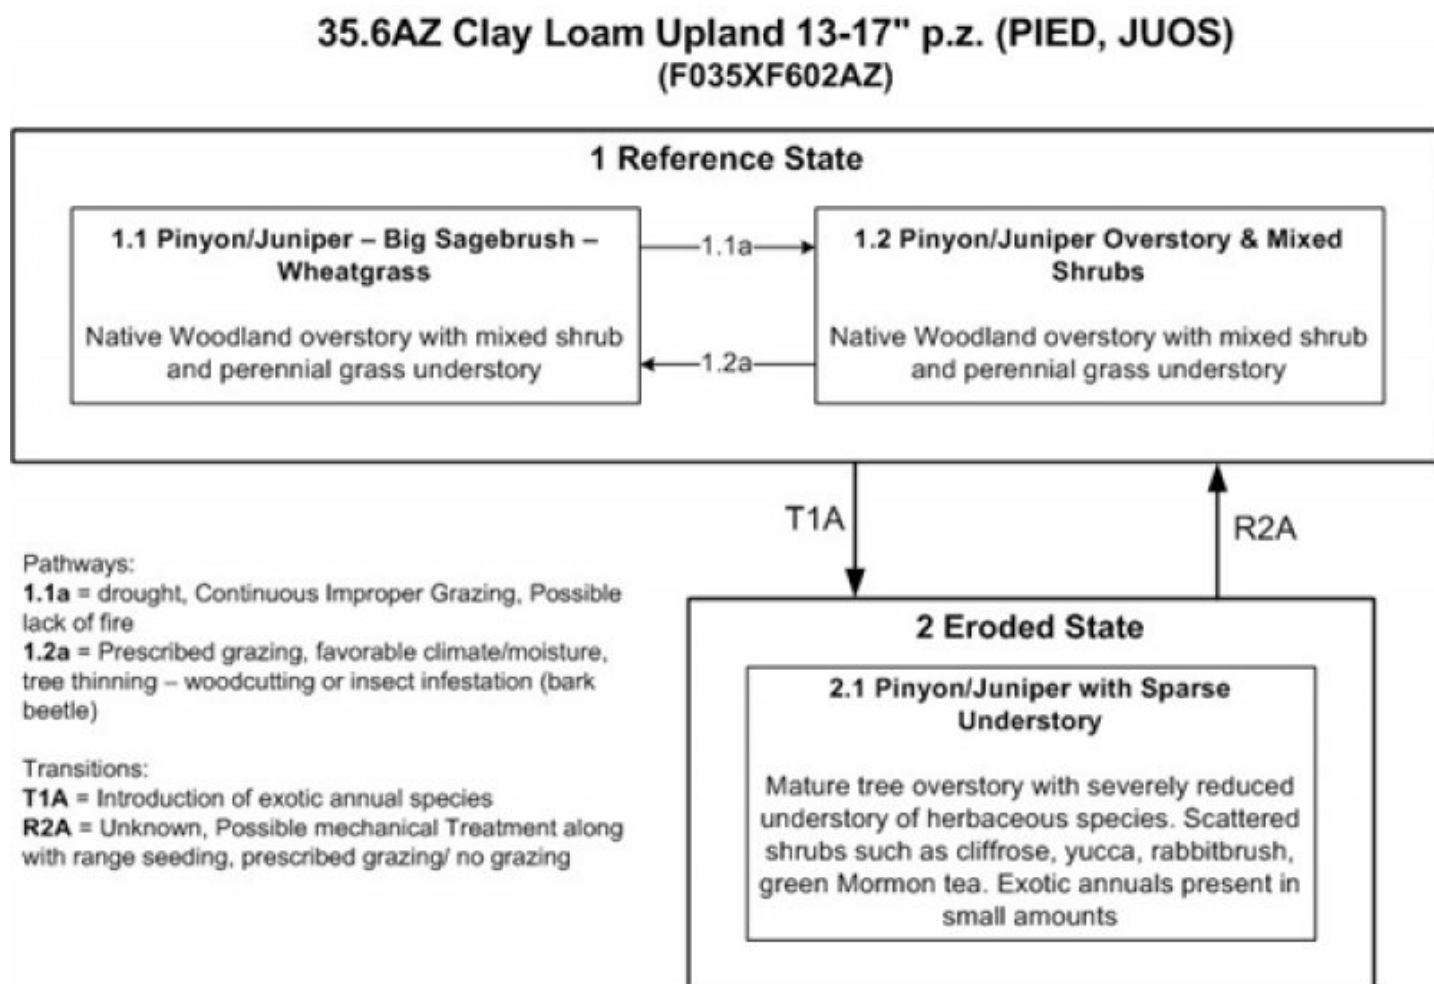 35.6AZ Clay Loam Upland 13-17" p.z. (PIED, JUOS)
(F035XF602AZ)
1 Reference State
1.1 Pinyon/Juniper – Big Sagebrush –
Wheatgrass
Native Woodland overstory with mixed shrub
and perennial grass understory
1.1a
1.2a
1.2 Pinyon/Juniper Overstory & Mixed
Shrubs
Native Woodland overstory with mixed shrub
and perennial grass understory
T1A
R2A
Pathways:
1.1a = drought, Continuous Improper Grazing, Possible
lack of fire
1.2a = Prescribed grazing, favorable climate/moisture,
tree thinning – woodcutting or insect infestation (bark
beetle)
Transitions:
T1A = Introduction of exotic annual species
R2A = Unknown, Possible mechanical Treatment along
with range seeding, prescribed grazing/ no grazing
2 Eroded State
2.1 Pinyon/Juniper with Sparse
Understory
Mature tree overstory with severely reduced
understory of herbaceous species. Scattered
shrubs such as cliffrose, yucca, rabbitbrush,
green Mormon tea. Exotic annuals present in
small amounts